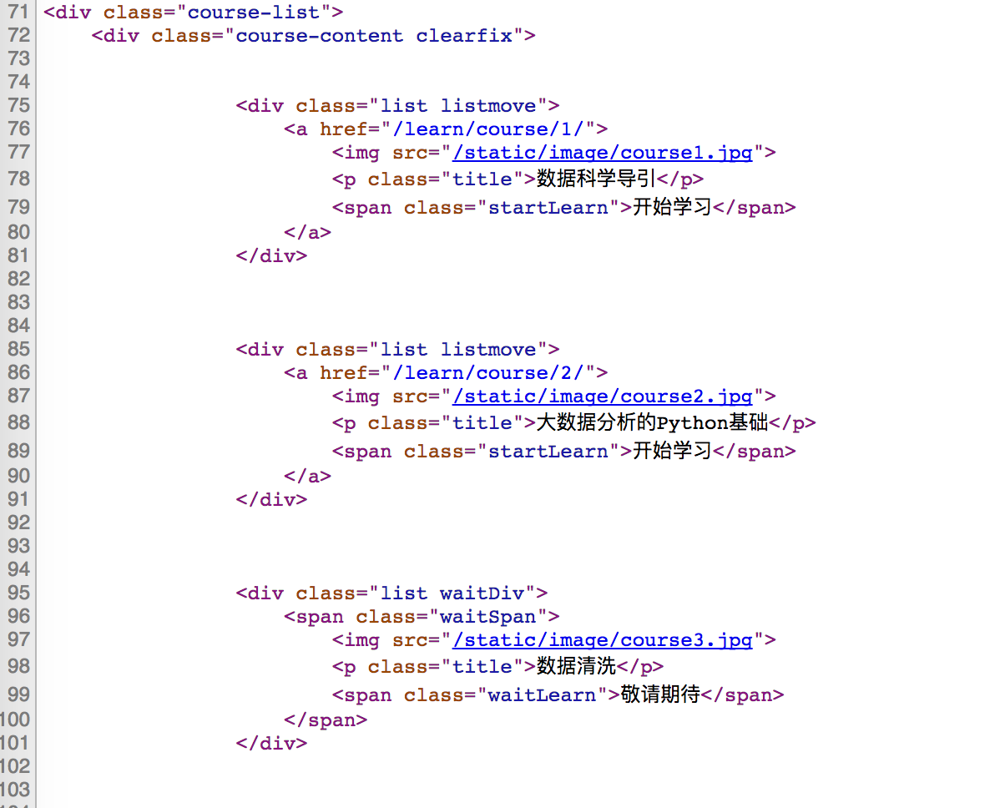 71 <div class="course-list">
72 <div class="course-content clearfix">
73
74
75 <div class="list listmove">
76 <a href="/learn/course/1/">
77 <img src="/static/image/course1.jpg">
78 <p class="title">数据科学导引</p>
79 <span class="startLearn">开始学习</span>
80 </a>
81 </div>
82
83
84
85 <div class="list listmove">
86 <a href="/learn/course/2/">
87 <img src="/static/image/course2.jpg">
88 <p class="title">大数据分析的Python基础</p>
89 <span class="startLearn">开始学习</span>
90 </a>
91 </div>
92
93
94
95 <div class="list waitDiv">
96 <span class="waitSpan">
97 <img src="/static/image/course3.jpg">
98 <p class="title">数据清洗</p>
99 <span class="waitLearn">敬请期待</span>
100 </span>
101 </div>
102
103